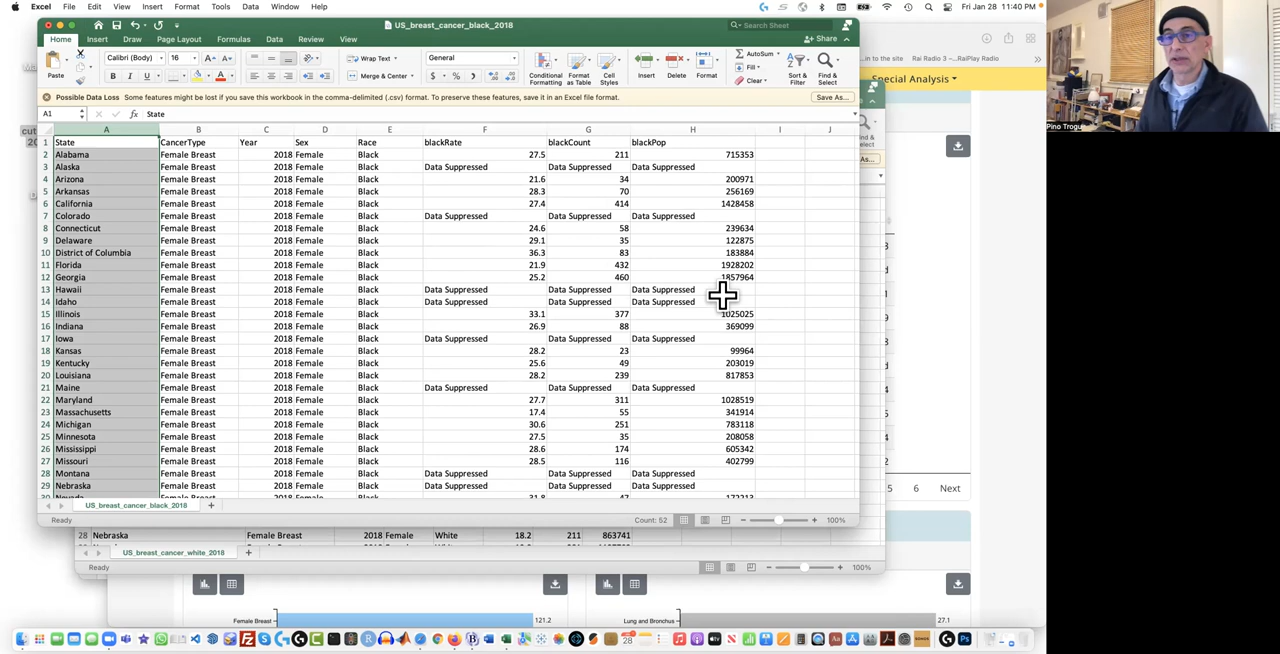 Excel File Edit View Insert Format Tools Data Window Help Fri Jan 28 11:40 PM
US_breast_cancer_black_2018 Search Sheet
Home Insert Draw Page Layout Formulas Data Review View Share
Paste Calibri (Body) 16 Wrap Text General Conditional Formatting Format as Table Cell Styles Insert Delete Format AutoSum Fill Clear Sort & Filter Find & Select
B I U Merge & Center
Possible Data Loss Some features might be lost if you save this workbook in the comma-delimited (.csv) format. To preserve these features, save it in an Excel file format. Save As...
A1 fx State
A B C D E F G H I J
1 State CancerType Year Sex Race blackRate blackCount blackPop
2 Alabama Female Breast 2018 Female Black 27.5 211 715353
3 Alaska Female Breast 2018 Female Black Data Suppressed Data Suppressed Data Suppressed
4 Arizona Female Breast 2018 Female Black 21.6 34 200971
5 Arkansas Female Breast 2018 Female Black 28.3 70 256169
6 California Female Breast 2018 Female Black 27.4 414 1428458
7 Colorado Female Breast 2018 Female Black Data Suppressed Data Suppressed Data Suppressed
8 Connecticut Female Breast 2018 Female Black 24.6 58 239634
9 Delaware Female Breast 2018 Female Black 29.1 35 122875
10 District of Columbia Female Breast 2018 Female Black 36.3 83 183884
11 Florida Female Breast 2018 Female Black 21.9 432 1928202
12 Georgia Female Breast 2018 Female Black 25.2 460 1857964
13 Hawaii Female Breast 2018 Female Black Data Suppressed Data Suppressed Data Suppressed
14 Idaho Female Breast 2018 Female Black Data Suppressed Data Suppressed Data Suppressed
15 Illinois Female Breast 2018 Female Black 33.1 377 1025025
16 Indiana Female Breast 2018 Female Black 26.9 88 369099
17 Iowa Female Breast 2018 Female Black Data Suppressed Data Suppressed Data Suppressed
18 Kansas Female Breast 2018 Female Black 28.2 23 99964
19 Kentucky Female Breast 2018 Female Black 25.6 49 203019
20 Louisiana Female Breast 2018 Female Black 28.2 239 817853
21 Maine Female Breast 2018 Female Black Data Suppressed Data Suppressed Data Suppressed
22 Maryland Female Breast 2018 Female Black 27.7 311 1028519
23 Massachusetts Female Breast 2018 Female Black 17.4 55 341914
24 Michigan Female Breast 2018 Female Black 30.6 251 783118
25 Minnesota Female Breast 2018 Female Black 27.5 35 208058
26 Mississippi Female Breast 2018 Female Black 28.6 174 605342
27 Missouri Female Breast 2018 Female Black 28.5 116 402799
28 Montana Female Breast 2018 Female Black Data Suppressed Data Suppressed Data Suppressed
29 Nebraska Female Breast 2018 Female Black Data Suppressed Data Suppressed Data Suppressed
US_breast_cancer_black_2018
Ready Count: 52 100%
28 Nebraska Female Breast 2018 Female White 18.2 211 863741
US_breast_cancer_white_2018
Ready 100%
Female Breast 121.2 Lung and Bronchus 27.1
in to the site Rai Radio 3 – ...– RaiPlay Radio
Special Analysis
5 6 Next